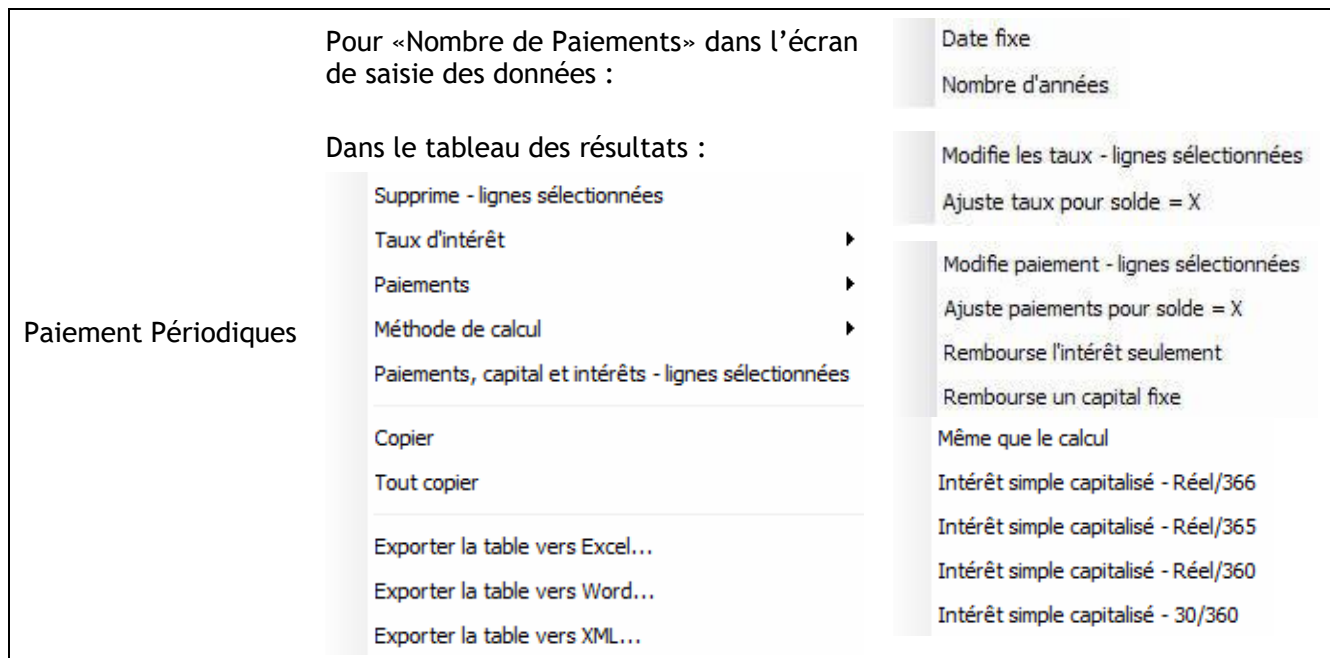 Paiement Périodiques
Pour «Nombre de Paiements» dans l’écran
de saisie des données :
Date fixe
Nombre d'années
Dans le tableau des résultats :
Supprime - lignes sélectionnées
Taux d'intérêt
Paiements
Méthode de calcul
Paiements, capital et intérêts - lignes sélectionnées
Copier
Tout copier
Exporter la table vers Excel...
Exporter la table vers Word...
Exporter la table vers XML...
Modifie les taux - lignes sélectionnées
Ajuste taux pour solde = X
Modifie paiement - lignes sélectionnées
Ajuste paiements pour solde = X
Rembourse l'intérêt seulement
Rembourse un capital fixe
Même que le calcul
Intérêt simple capitalisé - Réel/366
Intérêt simple capitalisé - Réel/365
Intérêt simple capitalisé - Réel/360
Intérêt simple capitalisé - 30/360